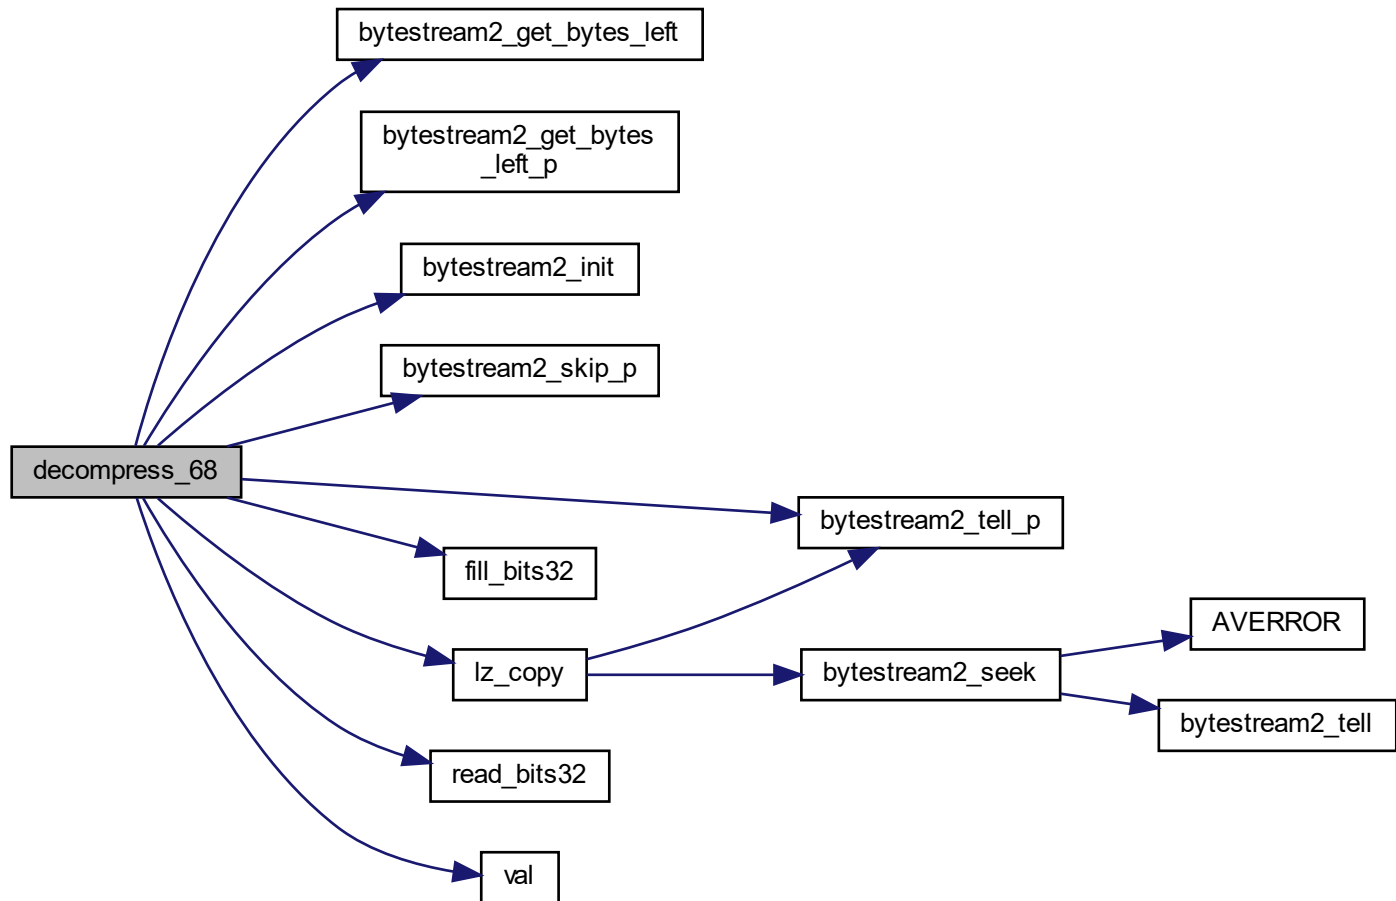 bytestream2_get_bytes_left
bytestream2_get_bytes
_left_p
bytestream2_init
bytestream2_skip_p
decompress_68
bytestream2_tell_p
fill_bits32
AVERROR
lz_copy
bytestream2_seek
bytestream2_tell
read_bits32
val